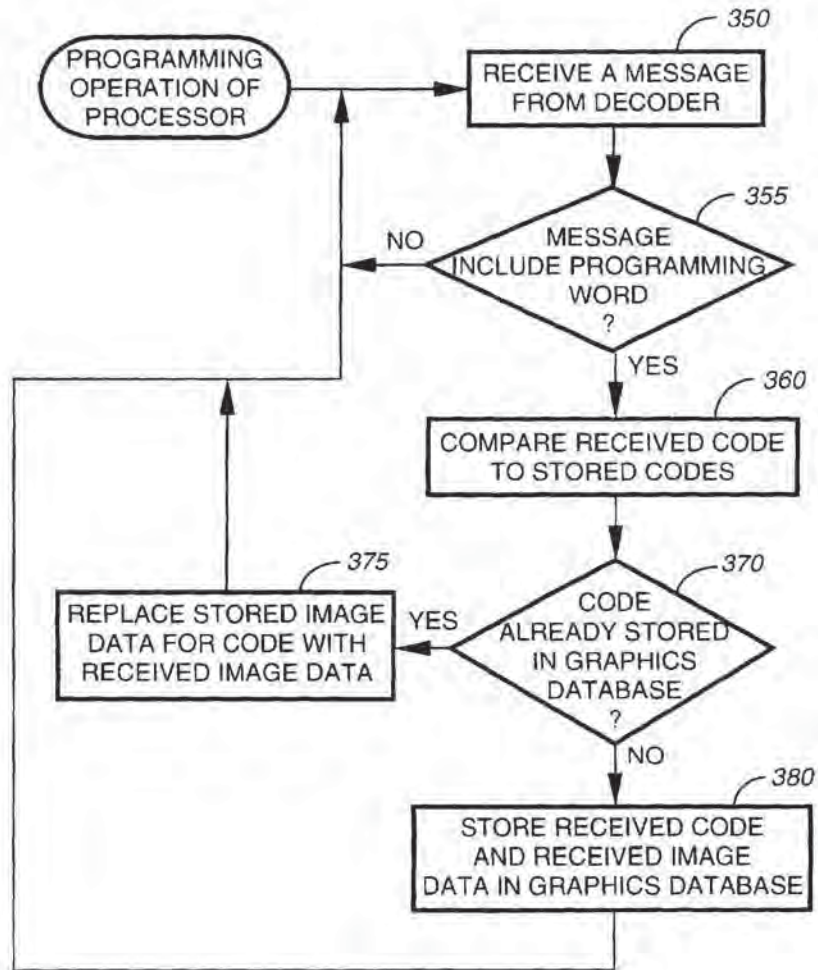 350
PROGRAMMING
OPERATION OF
PROCESSOR
RECEIVE A MESSAGE
FROM DECODER
355
NO
MESSAGE
INCLUDE PROGRAMMING
WORD
?
YES
360
COMPARE RECEIVED CODE
TO STORED CODES
375
370
REPLACE STORED IMAGE
DATA FOR CODE WITH
RECEIVED IMAGE DATA
YES
CODE
ALREADY STORED
IN GRAPHICS
DATABASE
?
NO
380
STORE RECEIVED CODE
AND RECEIVED IMAGE
DATA IN GRAPHICS DATABASE